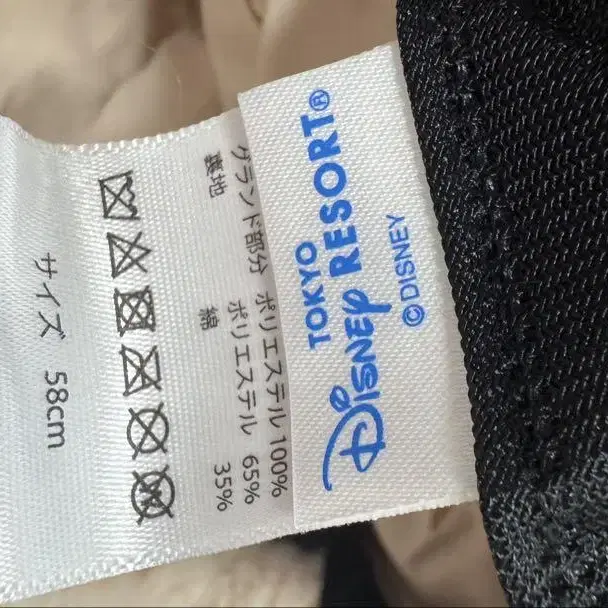 TOKYO
DISNEY RESORT®
©DISNEY
グランド部分 ポリエステル 100%
裏地 ポリエステル 65%
綿 35%
サイズ 58cm